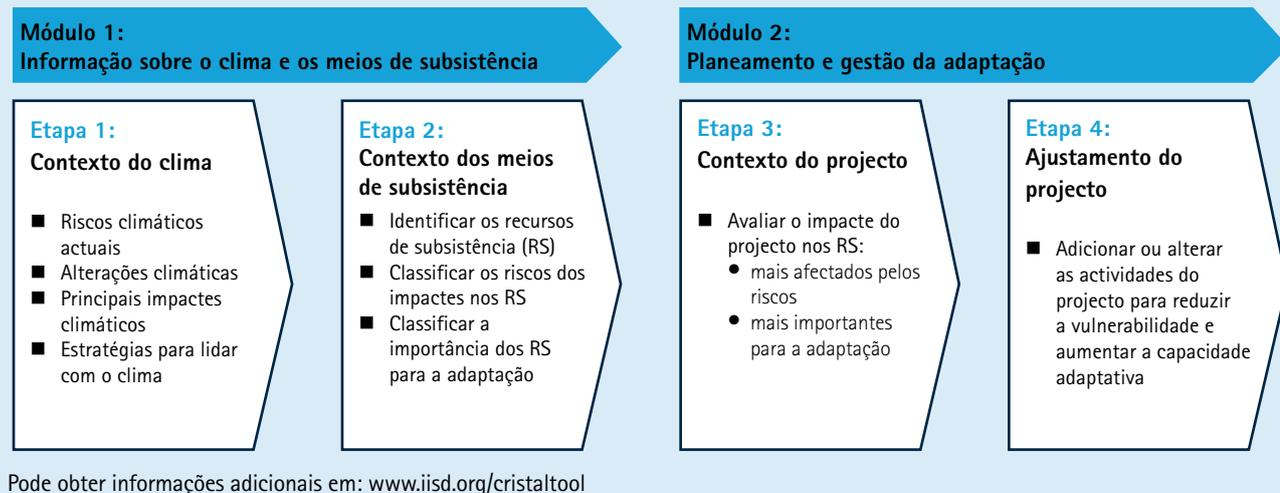 Módulo 1:
Informação sobre o clima e os meios de subsistência
Módulo 2:
Planeamento e gestão da adaptação
Etapa 1:
Contexto do clima
■ Riscos climáticos
actuais
■ Alterações climáticas
■ Principais impactes
climáticos
■ Estratégias para lidar
com o clima
Etapa 2:
Contexto dos meios
de subsistência
■ Identificar os recursos
de subsistência (RS)
■ Classificar os riscos dos
impactes nos RS
■ Classificar a
importância dos RS
para a adaptação
Etapa 3:
Contexto do projecto
■ Avaliar o impacte do
projecto nos RS:
● mais afectados pelos
riscos
● mais importantes
para a adaptação
Etapa 4:
Ajustamento do
projecto
■ Adicionar ou alterar
as actividades do
projecto para reduzir
a vulnerabilidade e
aumentar a capacidade
adaptativa
Pode obter informações adicionais em: www.iisd.org/cristaltool